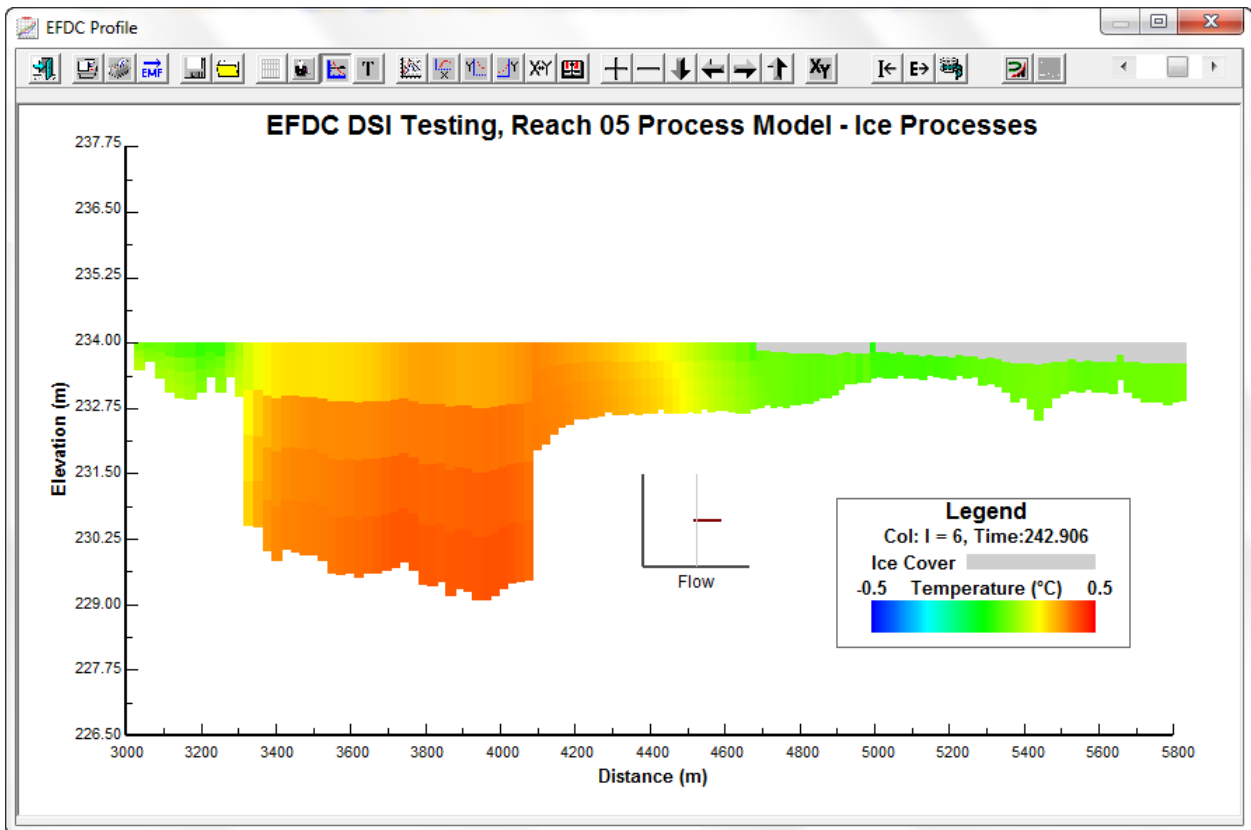 EFDC Profile
EMF
T
X
Y
Y
X↔Y
XY
I←
E→
EFDC DSI Testing, Reach 05 Process Model - Ice Processes
237.75
236.50
235.25
234.00
232.75
231.50
230.25
229.00
227.75
226.50
Elevation (m)
Flow
Legend
Col: I = 6, Time:242.906
Ice Cover
-0.5 Temperature (°C) 0.5
3000 3200 3400 3600 3800 4000 4200 4400 4600 4800 5000 5200 5400 5600 5800
Distance (m)